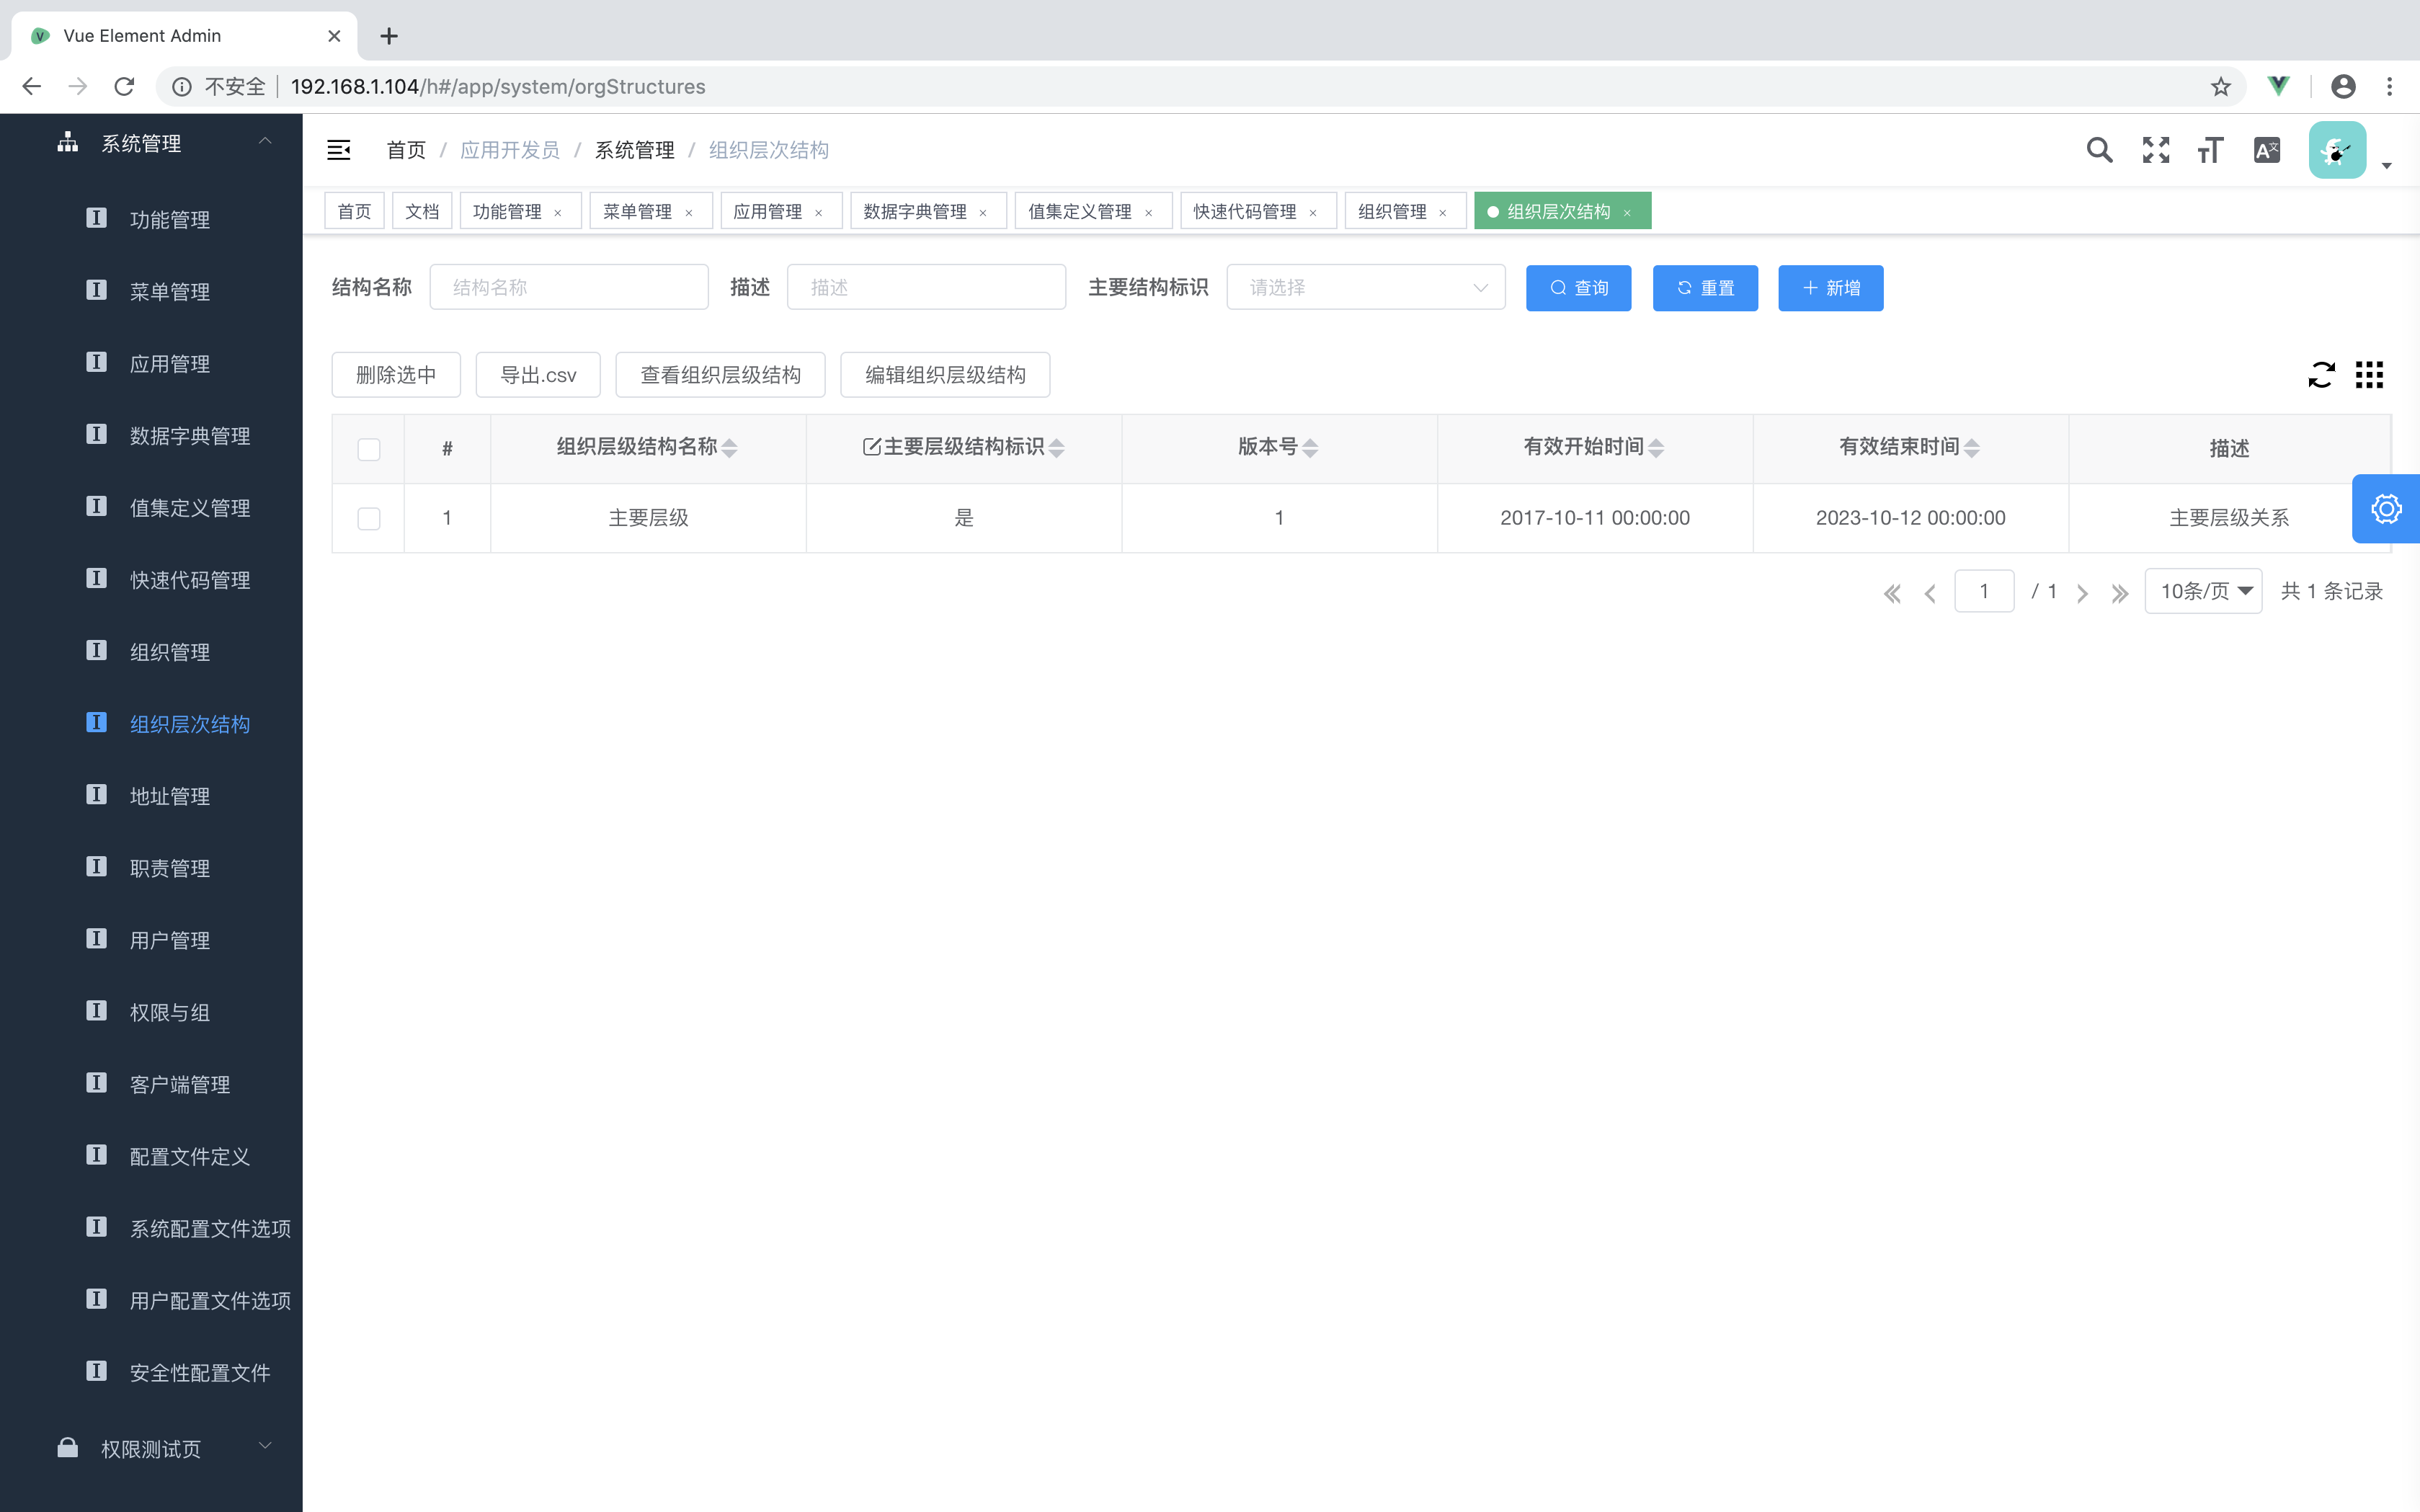 Vue Element Admin
不安全 192.168.1.104/h#/app/system/orgStructures
系统管理
功能管理
菜单管理
应用管理
数据字典管理
值集定义管理
快速代码管理
组织管理
组织层次结构
地址管理
职责管理
用户管理
权限与组
客户端管理
配置文件定义
系统配置文件选项
用户配置文件选项
安全性配置文件
权限测试页
首页 / 应用开发员 / 系统管理 / 组织层次结构
首页 文档 功能管理 × 菜单管理 × 应用管理 × 数据字典管理 × 值集定义管理 × 快速代码管理 × 组织管理 × 组织层次结构 ×
结构名称 结构名称 描述 描述 主要结构标识 请选择 查询 重置 新增
删除选中 导出.csv 查看组织层级结构 编辑组织层级结构
# 组织层级结构名称 主要层级结构标识 版本号 有效开始时间 有效结束时间 描述
1 主要层级 是 1 2017-10-11 00:00:00 2023-10-12 00:00:00 主要层级关系
1 / 1 10条/页 共 1 条记录